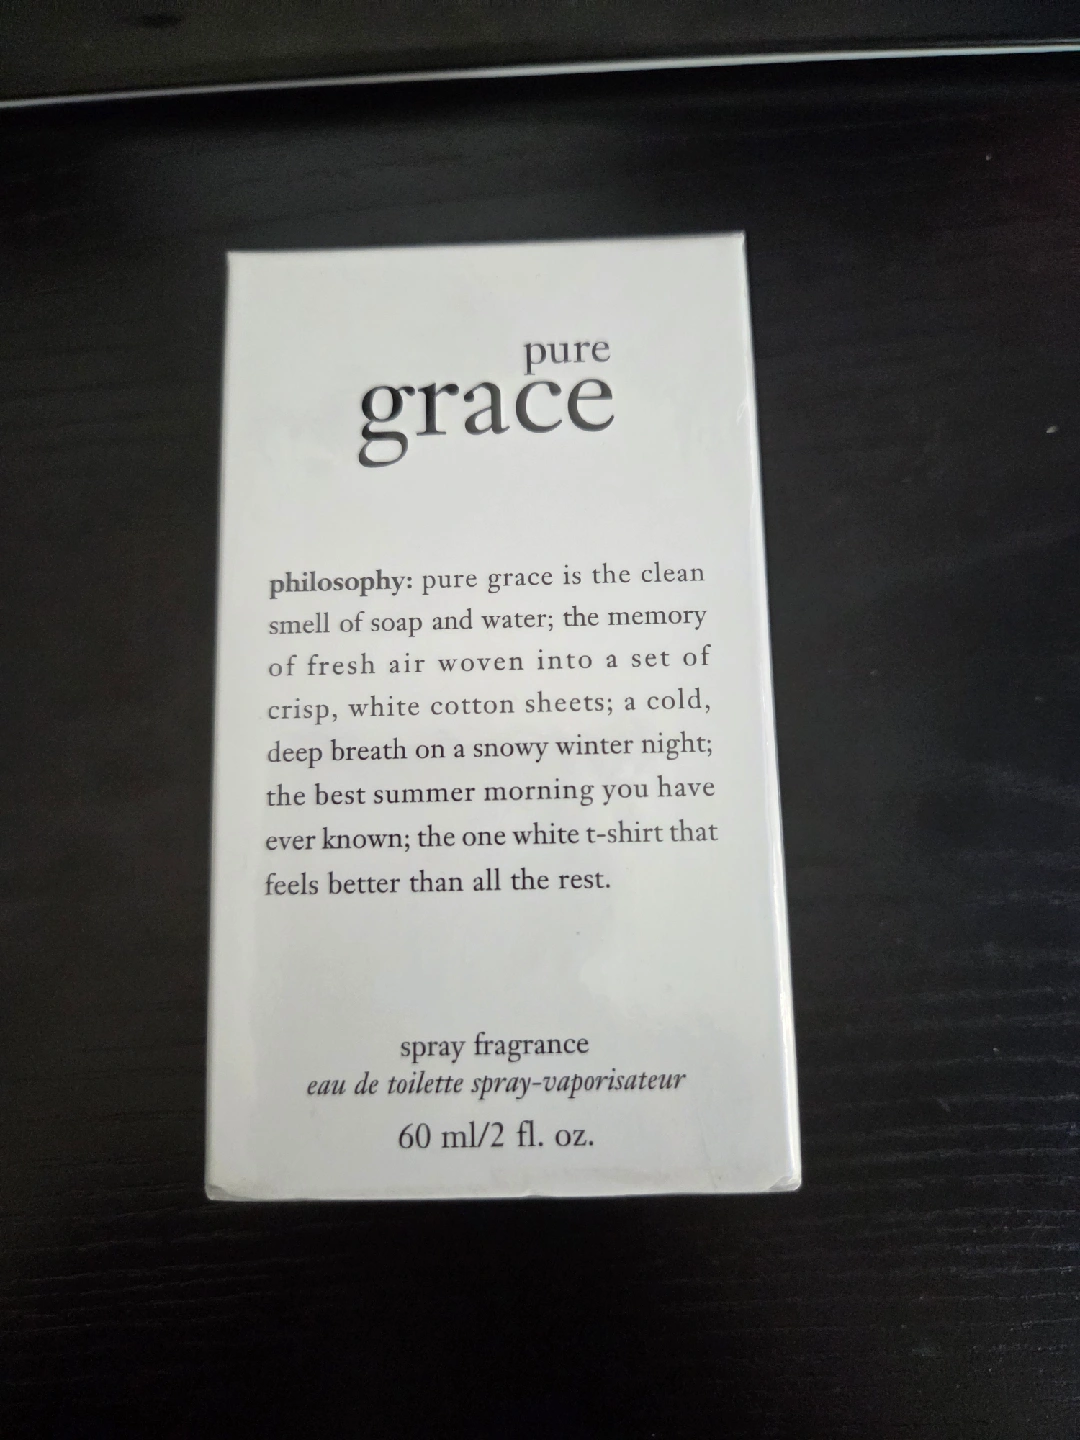 pure
grace
philosophy: pure grace is the clean
smell of soap and water; the memory
of fresh air woven into a set of
crisp, white cotton sheets; a cold,
deep breath on a snowy winter night;
the best summer morning you have
ever known; the one white t-shirt that
feels better than all the rest.
spray fragrance
eau de toilette spray-vaporisateur
60 ml/2 fl. oz.